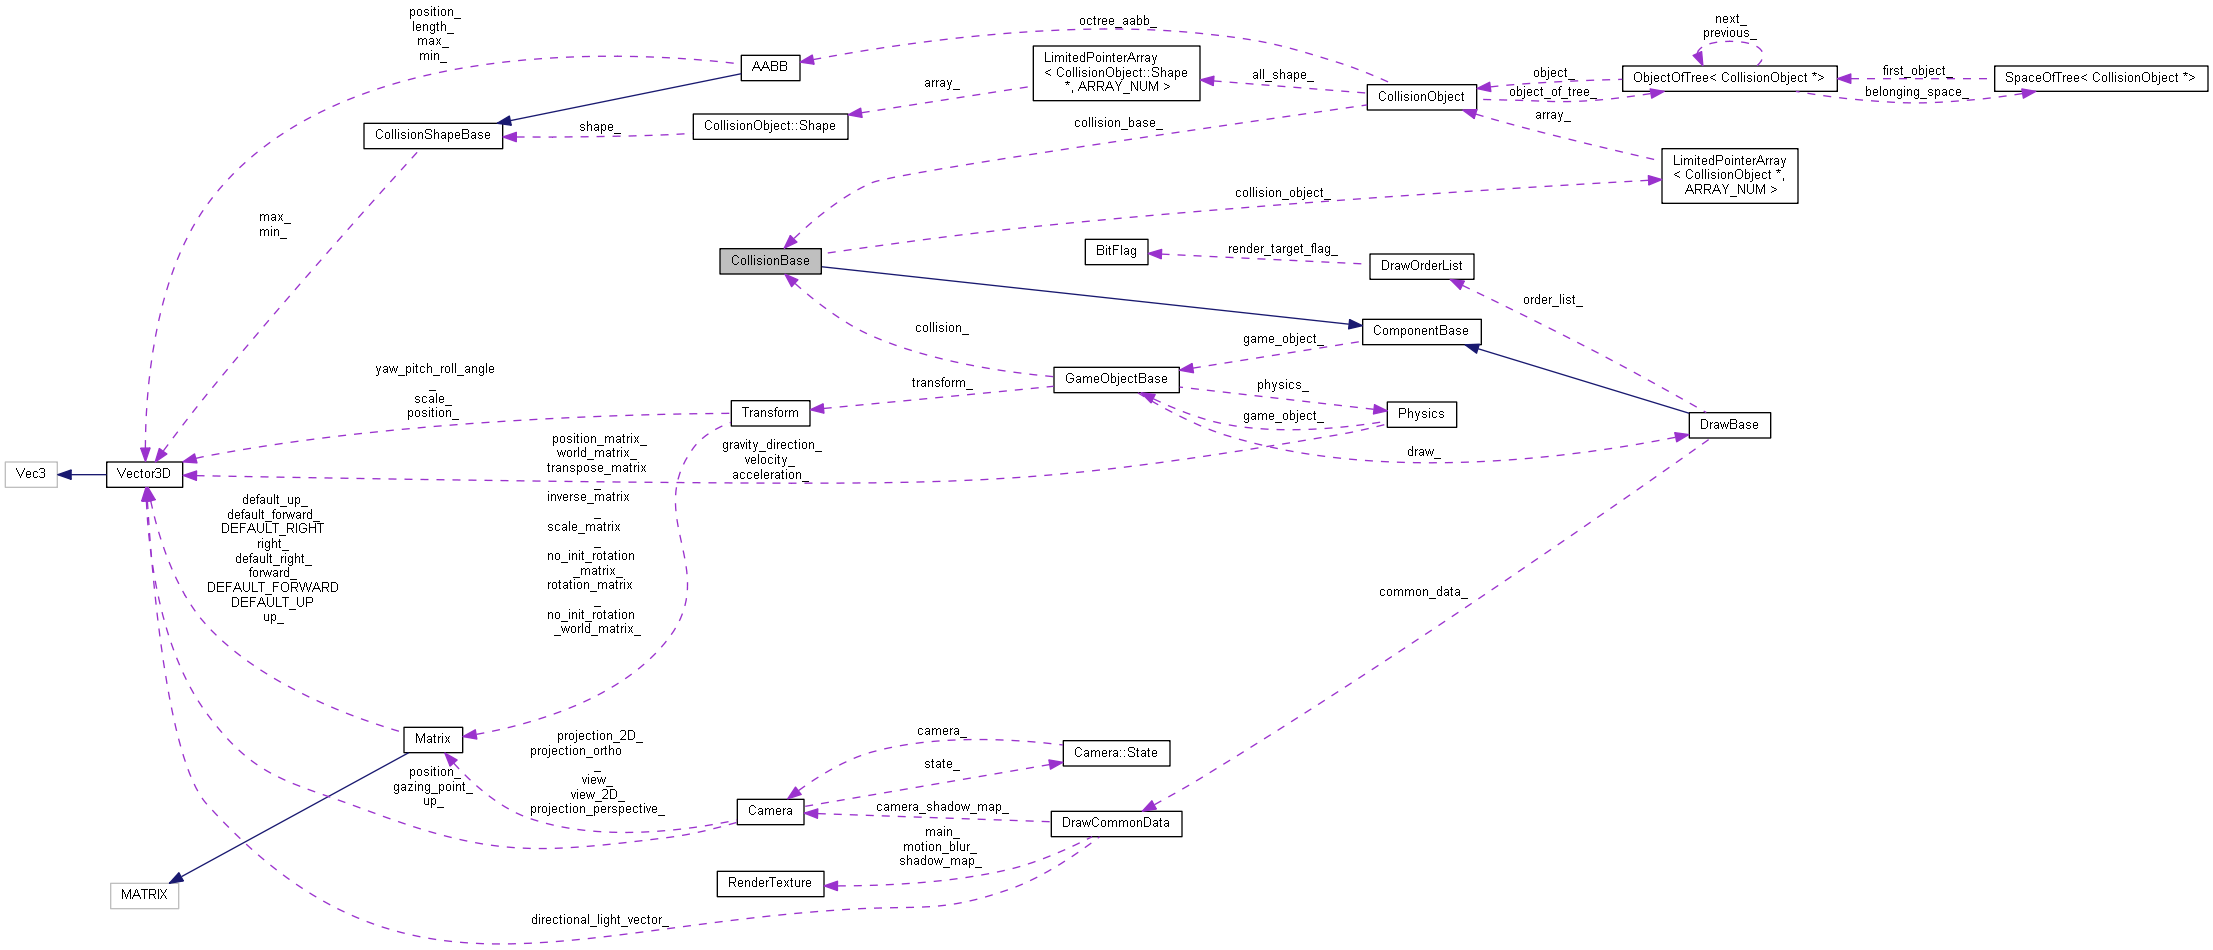 position_
length_
max_
min_
octree_aabb_
next_
previous_
AABB
LimitedPointerArray
< CollisionObject::Shape
*, ARRAY_NUM >
all_shape_
array_
CollisionObject
object_
object_of_tree_
ObjectOfTree< CollisionObject *>
first_object_
belonging_space_
SpaceOfTree< CollisionObject *>
CollisionShapeBase
shape_
CollisionObject::Shape
collision_base_
array_
LimitedPointerArray
< CollisionObject *,
ARRAY_NUM >
collision_object_
max_
min_
CollisionBase
BitFlag
render_target_flag_
DrawOrderList
order_list_
collision_
ComponentBase
game_object_
GameObjectBase
transform_
physics_
game_object_
Physics
draw_
DrawBase
yaw_pitch_roll_angle
_
scale_
position_
Transform
Vec3
Vector3D
position_matrix_
world_matrix_
transpose_matrix
_
inverse_matrix
_
scale_matrix
_
no_init_rotation
_matrix_
rotation_matrix
_
no_init_rotation
_world_matrix_
gravity_direction_
velocity_
acceleration_
default_up_
default_forward_
DEFAULT_RIGHT
right_
default_right_
forward_
DEFAULT_FORWARD
DEFAULT_UP
up_
common_data_
Matrix
projection_2D_
projection_ortho
_
view_
view_2D_
projection_perspective_
position_
gazing_point_
up_
camera_
state_
Camera::State
Camera
camera_shadow_map_
DrawCommonData
main_
motion_blur_
shadow_map_
RenderTexture
MATRIX
directional_light_vector_